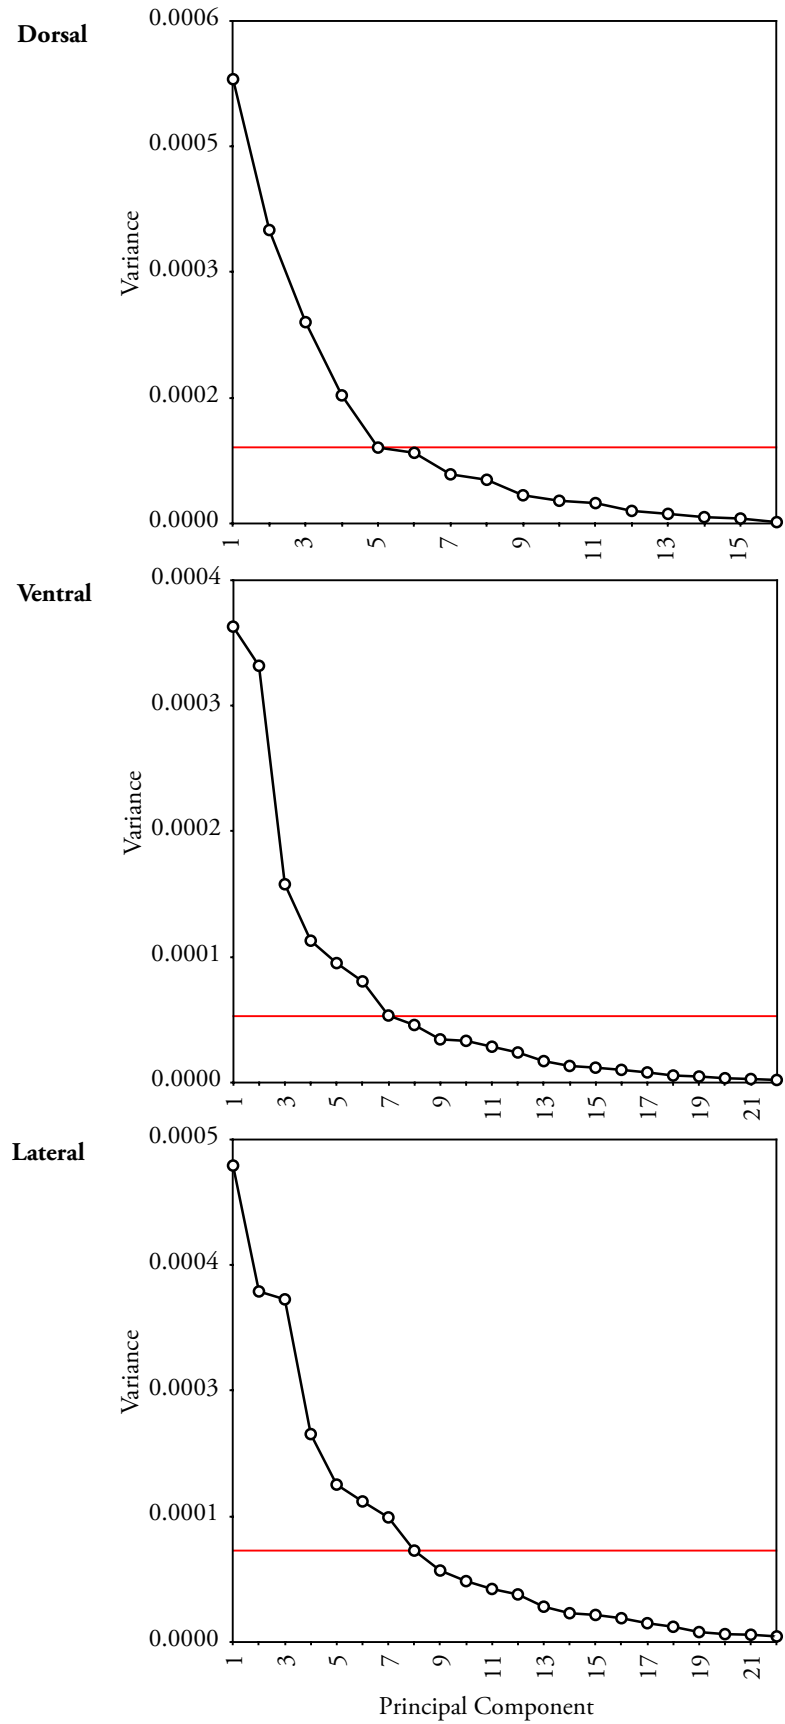 Dorsal
0.0006
0.0005
Variance
0.0003
0.0002
0.0000
1 3 5 7 9 11 13 15
Ventral
0.0004
0.0003
Variance
0.0002
0.0001
0.0000
1 3 5 7 9 11 13 15 17 19 21
Lateral
0.0005
0.0004
Variance
0.0003
0.0001
0.0000
1 3 5 7 9 11 13 15 17 19 21
Principal Component